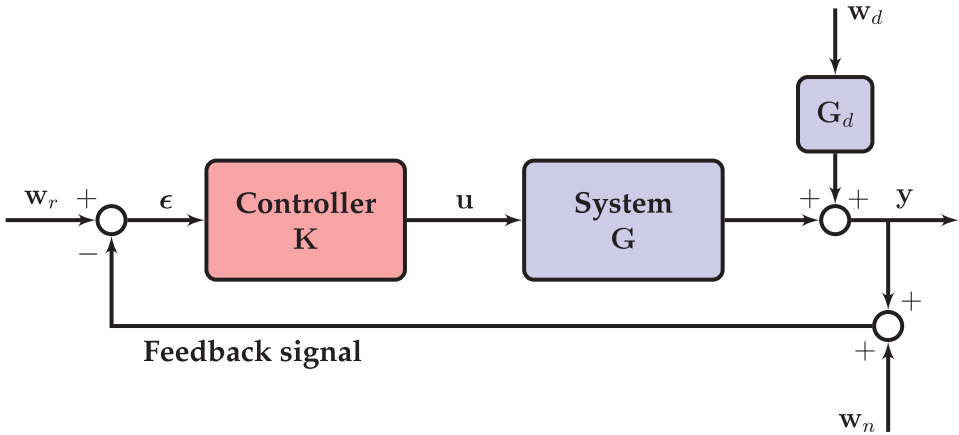 w_d
G_d
w_r
+
−
ϵ
Controller
K
u
System
G
+
+
y
+
+
Feedback signal
w_n